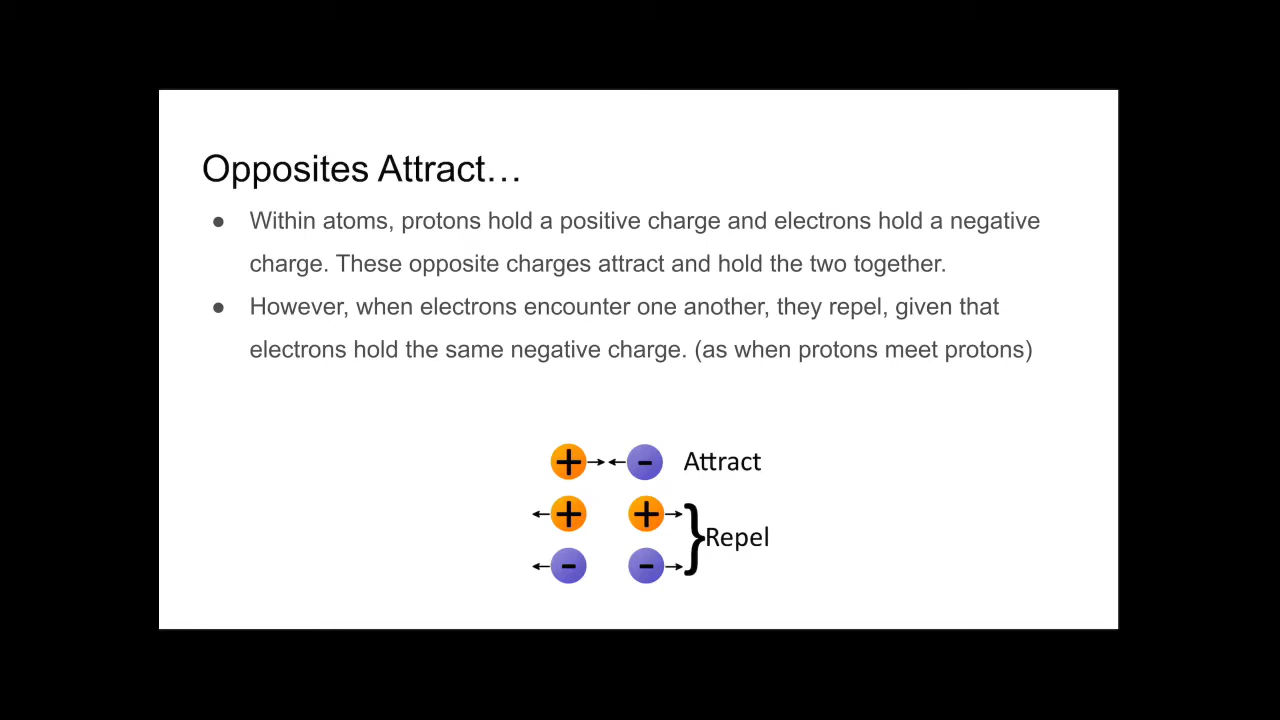 Opposites Attract…
● Within atoms, protons hold a positive charge and electrons hold a negative
charge. These opposite charges attract and hold the two together.
● However, when electrons encounter one another, they repel, given that
electrons hold the same negative charge. (as when protons meet protons)
+ - Attract
+ +
} Repel
- -